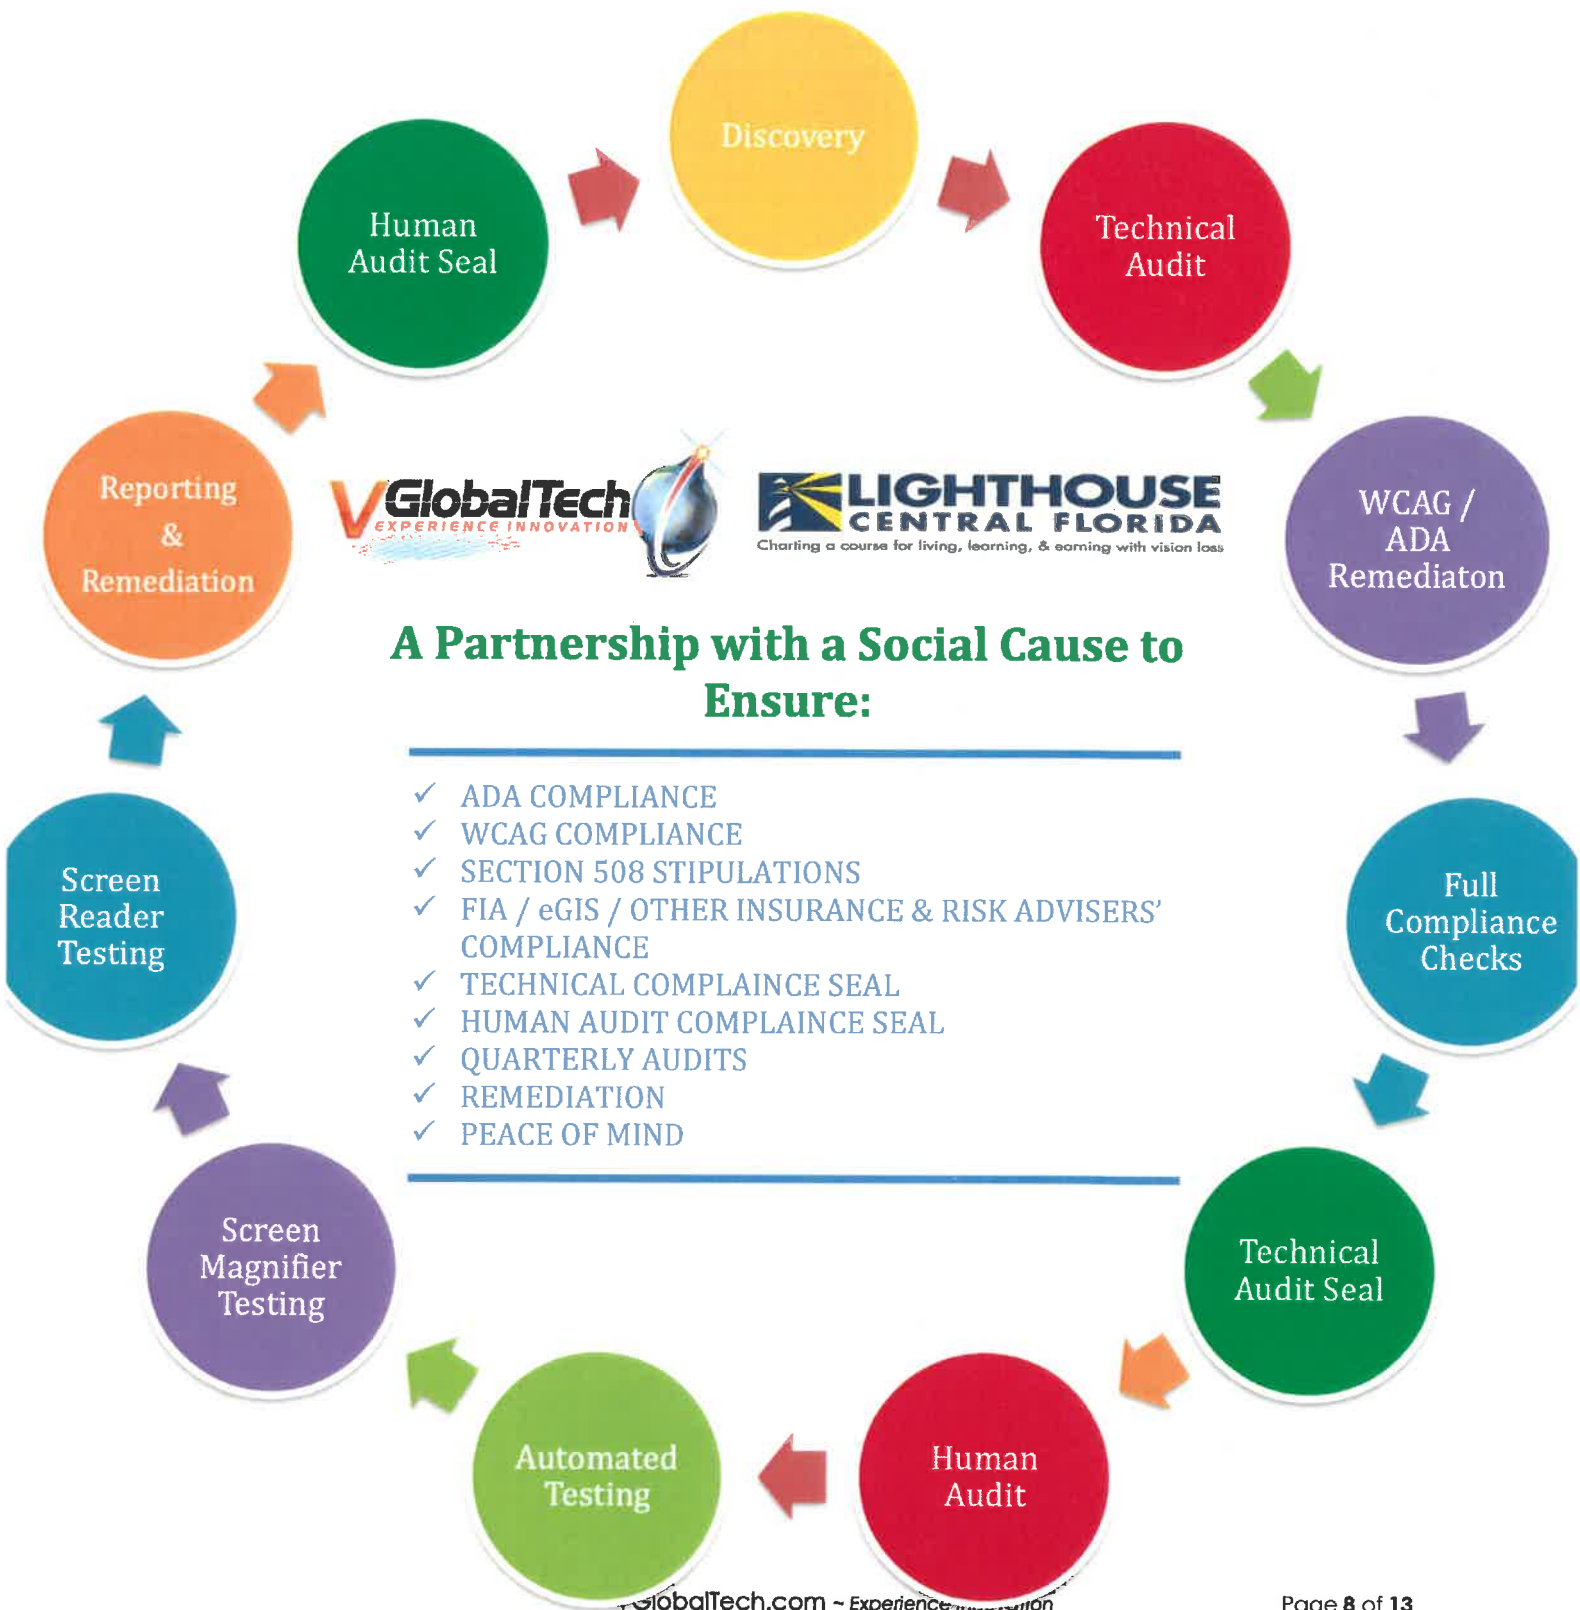 Discovery
Technical
Audit
WCAG /
ADA
Remediaton
Full
Compliance
Checks
Technical
Audit Seal
Human
Audit
Automated
Testing
Screen
Magnifier
Testing
Screen
Reader
Testing
Reporting
&
Remediation
Human
Audit Seal
VGlobalTech
EXPERIENCE INNOVATION
LIGHTHOUSE
CENTRAL FLORIDA
Charting a course for living, learning, & earning with vision loss
A Partnership with a Social Cause to
Ensure:
✓ ADA COMPLIANCE
✓ WCAG COMPLIANCE
✓ SECTION 508 STIPULATIONS
✓ FIA / eGIS / OTHER INSURANCE & RISK ADVISERS’
COMPLIANCE
✓ TECHNICAL COMPLAINCE SEAL
✓ HUMAN AUDIT COMPLAINCE SEAL
✓ QUARTERLY AUDITS
✓ REMEDIATION
✓ PEACE OF MIND
VGlobalTech.com ~ Experience
Page 8 of 13